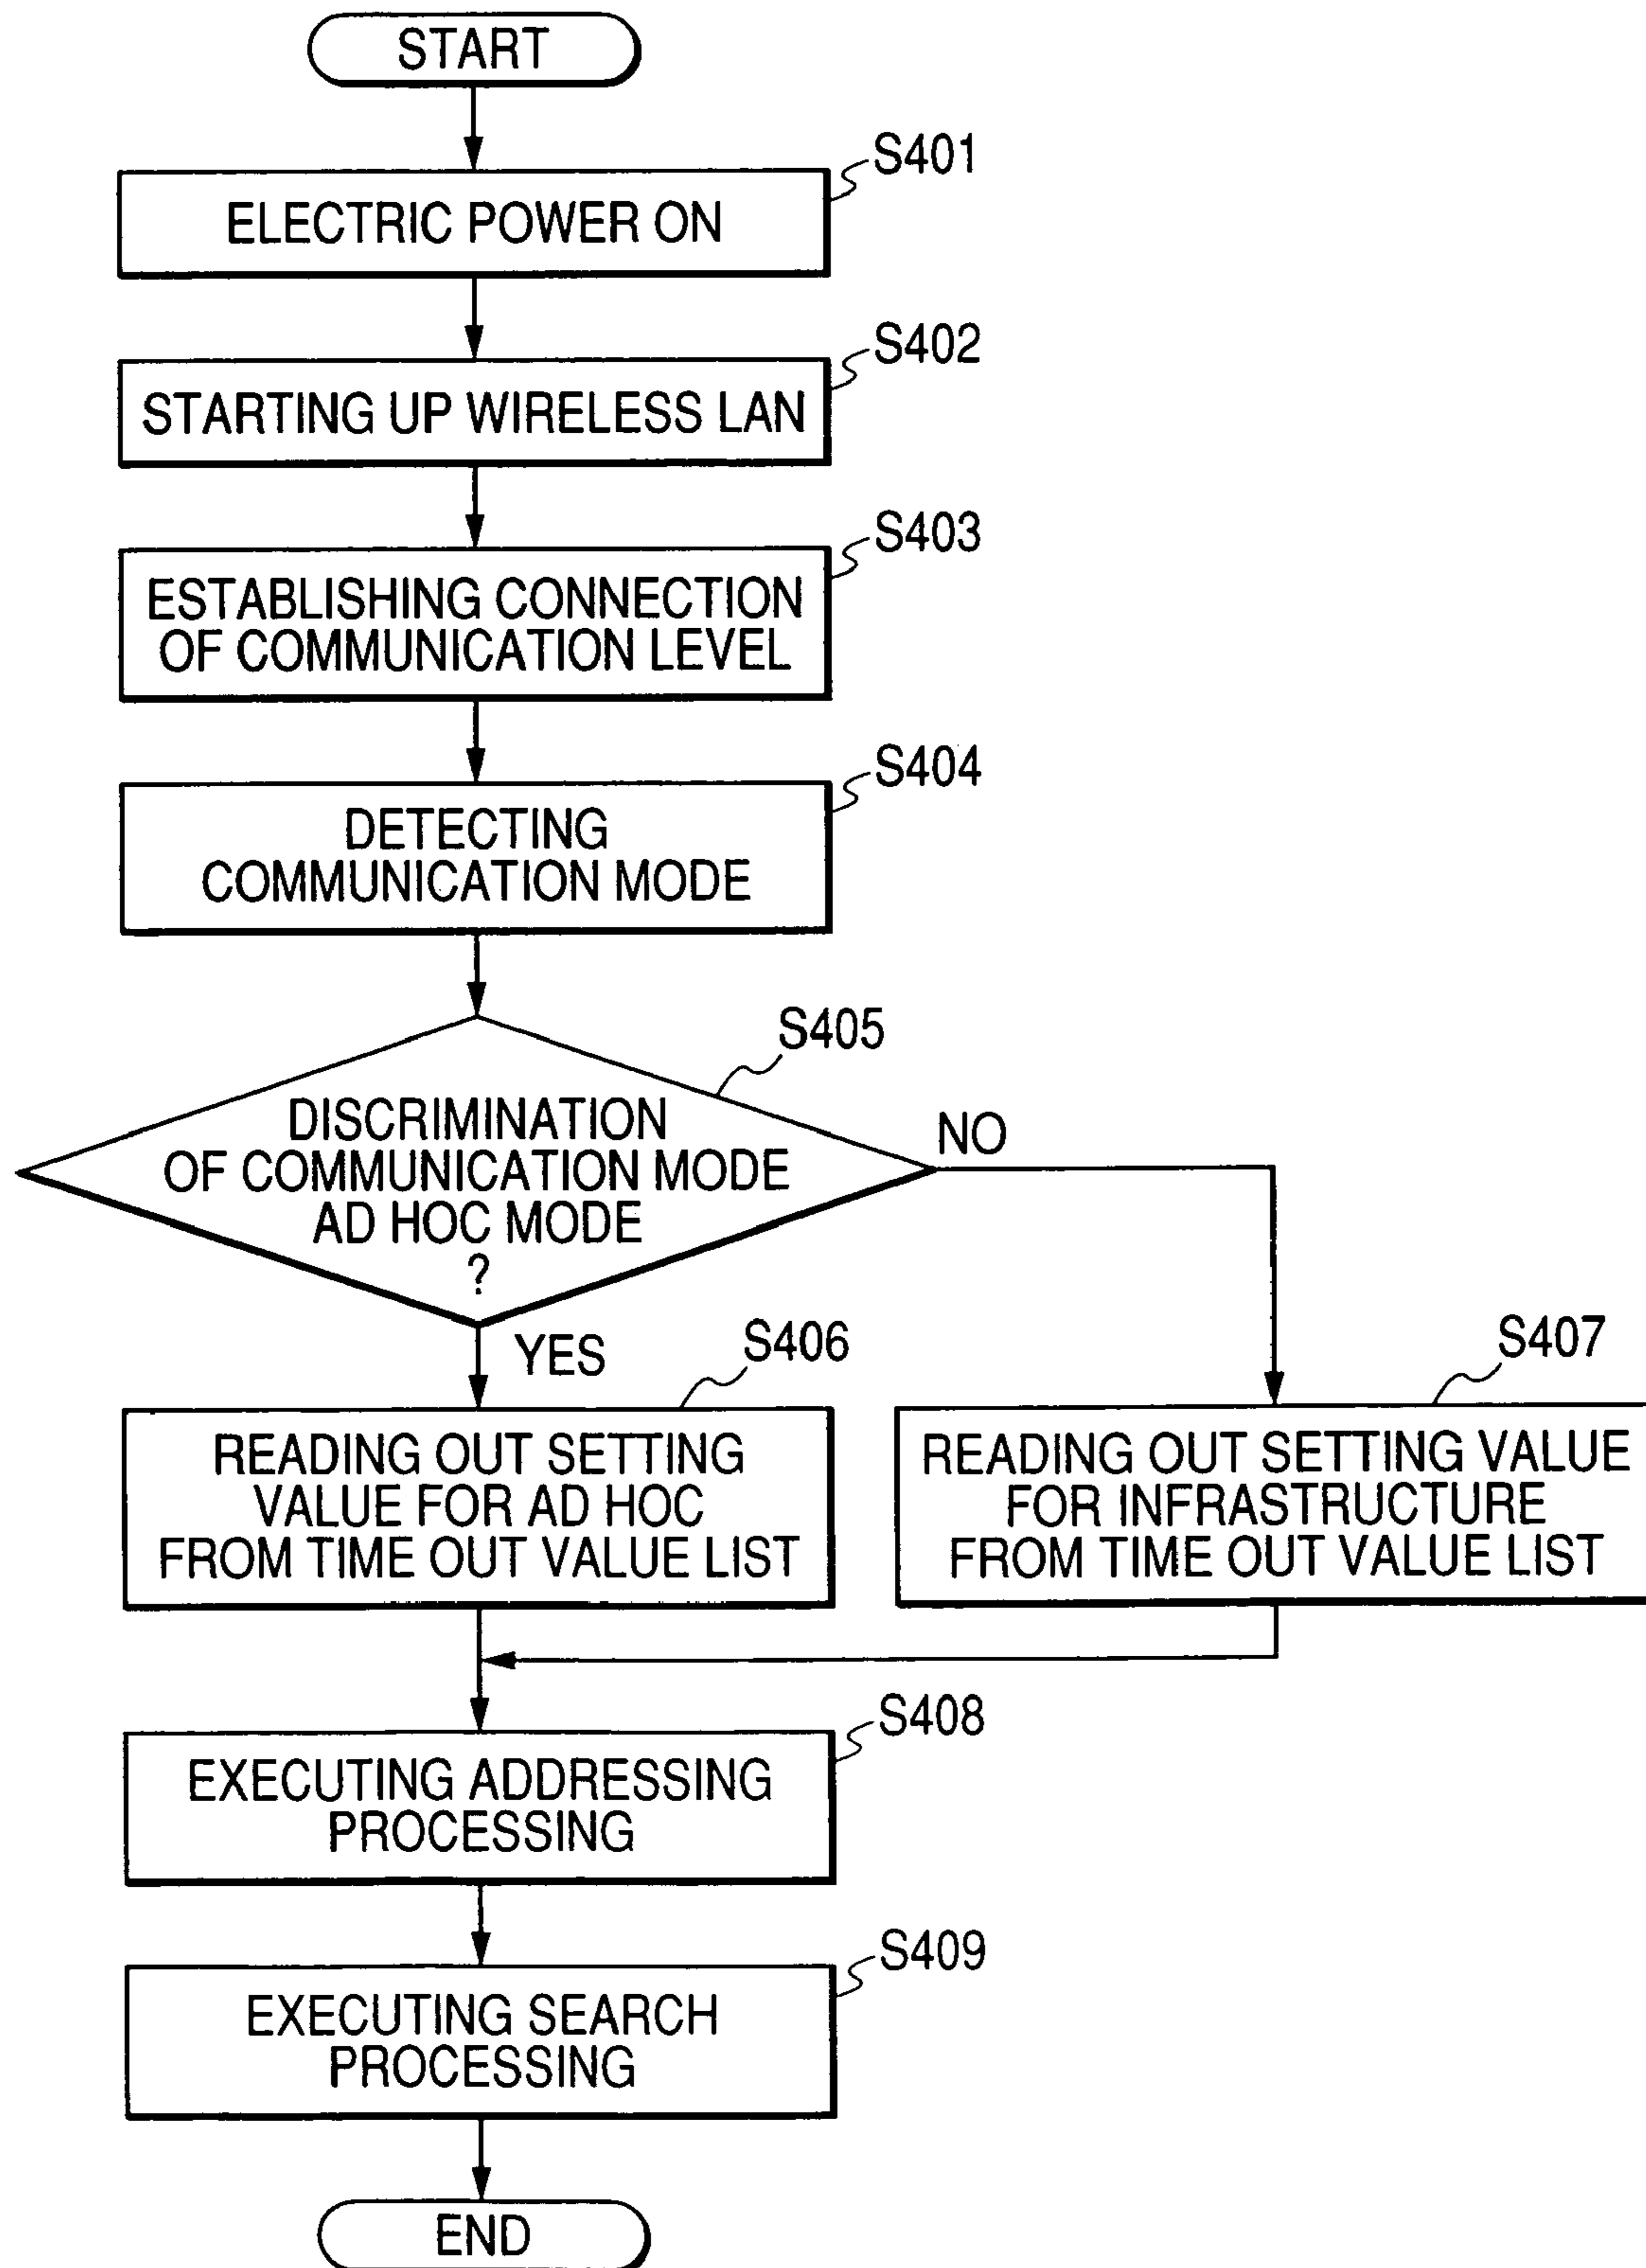 START
S401
ELECTRIC POWER ON
S402
STARTING UP WIRELESS LAN
S403
ESTABLISHING CONNECTION
OF COMMUNICATION LEVEL
S404
DETECTING
COMMUNICATION MODE
S405
DISCRIMINATION
OF COMMUNICATION MODE
AD HOC MODE
?
NO
YES
S406
READING OUT SETTING
VALUE FOR AD HOC
FROM TIME OUT VALUE LIST
S407
READING OUT SETTING VALUE
FOR INFRASTRUCTURE
FROM TIME OUT VALUE LIST
S408
EXECUTING ADDRESSING
PROCESSING
S409
EXECUTING SEARCH
PROCESSING
END